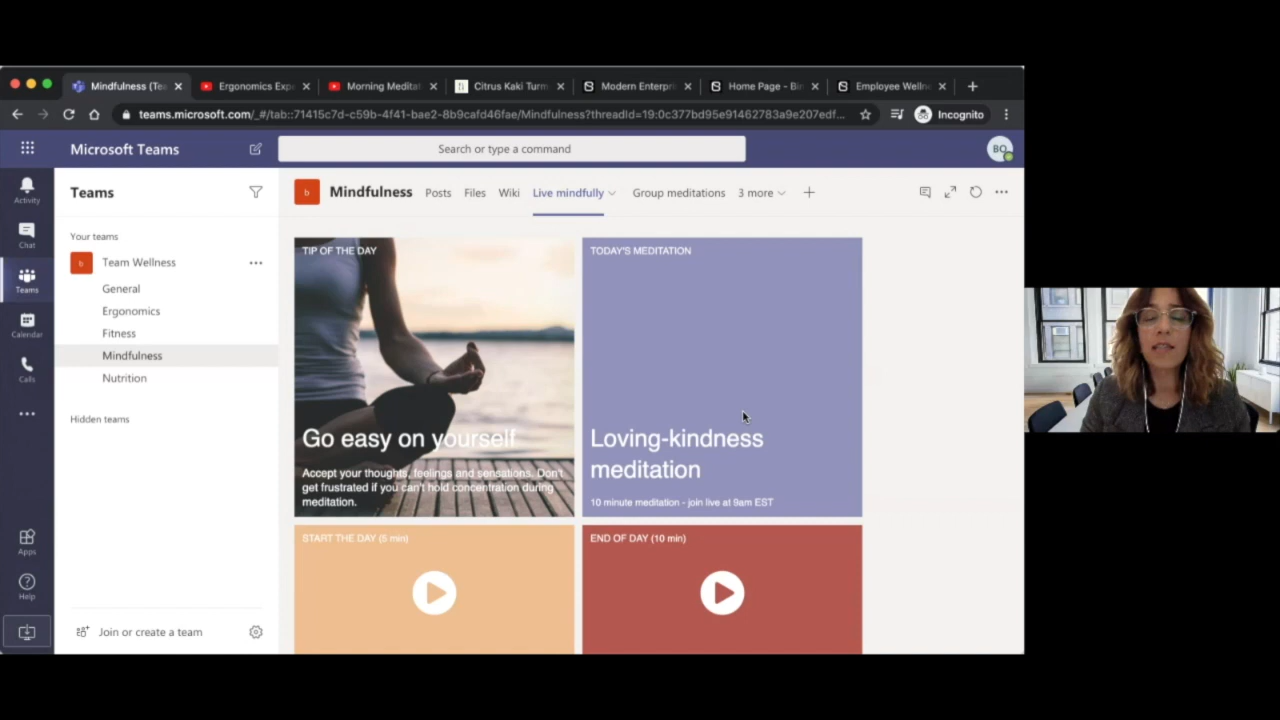 Mindfulness (Tea
Ergonomics Exp
Morning Meditat
Citrus Kaki Turm
Modern Enterpri
Home Page - Bi
Employee Wellne
teams.microsoft.com/_#/tab::71415c7d-c59b-4f41-bae2-8b9cafd46fae/Mindfulness?threadId=19:0c377bd95e91462783a9e207edf...
Incognito
Microsoft Teams
Search or type a command
BO
Activity
Chat
Teams
Calendar
Calls
Apps
Help
Teams
Your teams
b
Team Wellness
General
Ergonomics
Fitness
Mindfulness
Nutrition
Hidden teams
Join or create a team
b
Mindfulness
Posts
Files
Wiki
Live mindfully
Group meditations
3 more
TIP OF THE DAY
Go easy on yourself
Accept your thoughts, feelings and sensations. Don't
get frustrated if you can't hold concentration during
meditation.
TODAY'S MEDITATION
Loving-kindness
meditation
10 minute meditation - join live at 9am EST
START THE DAY (5 min)
END OF DAY (10 min)